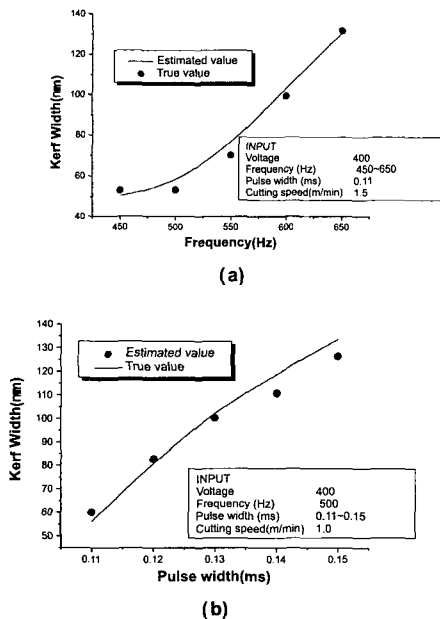 140
120
100
80
60
40
Kerf Width(nm)
Estimated value
True value
INPUT
Voltage 400
Frequency (Hz) 450~650
Pulse width (ms) 0.11
Cutting speed(m/min) 1.5
450 500 550 600 650
Frequency(Hz)
(a)
140
130
120
110
100
90
80
70
60
50
Kerf Width(nm)
Estimated value
True value
INPUT
Voltage 400
Frequency (Hz) 500
Pulse width (ms) 0.11~0.15
Cutting speed(m/min) 1.0
0.11 0.12 0.13 0.14 0.15
Pulse width(ms)
(b)